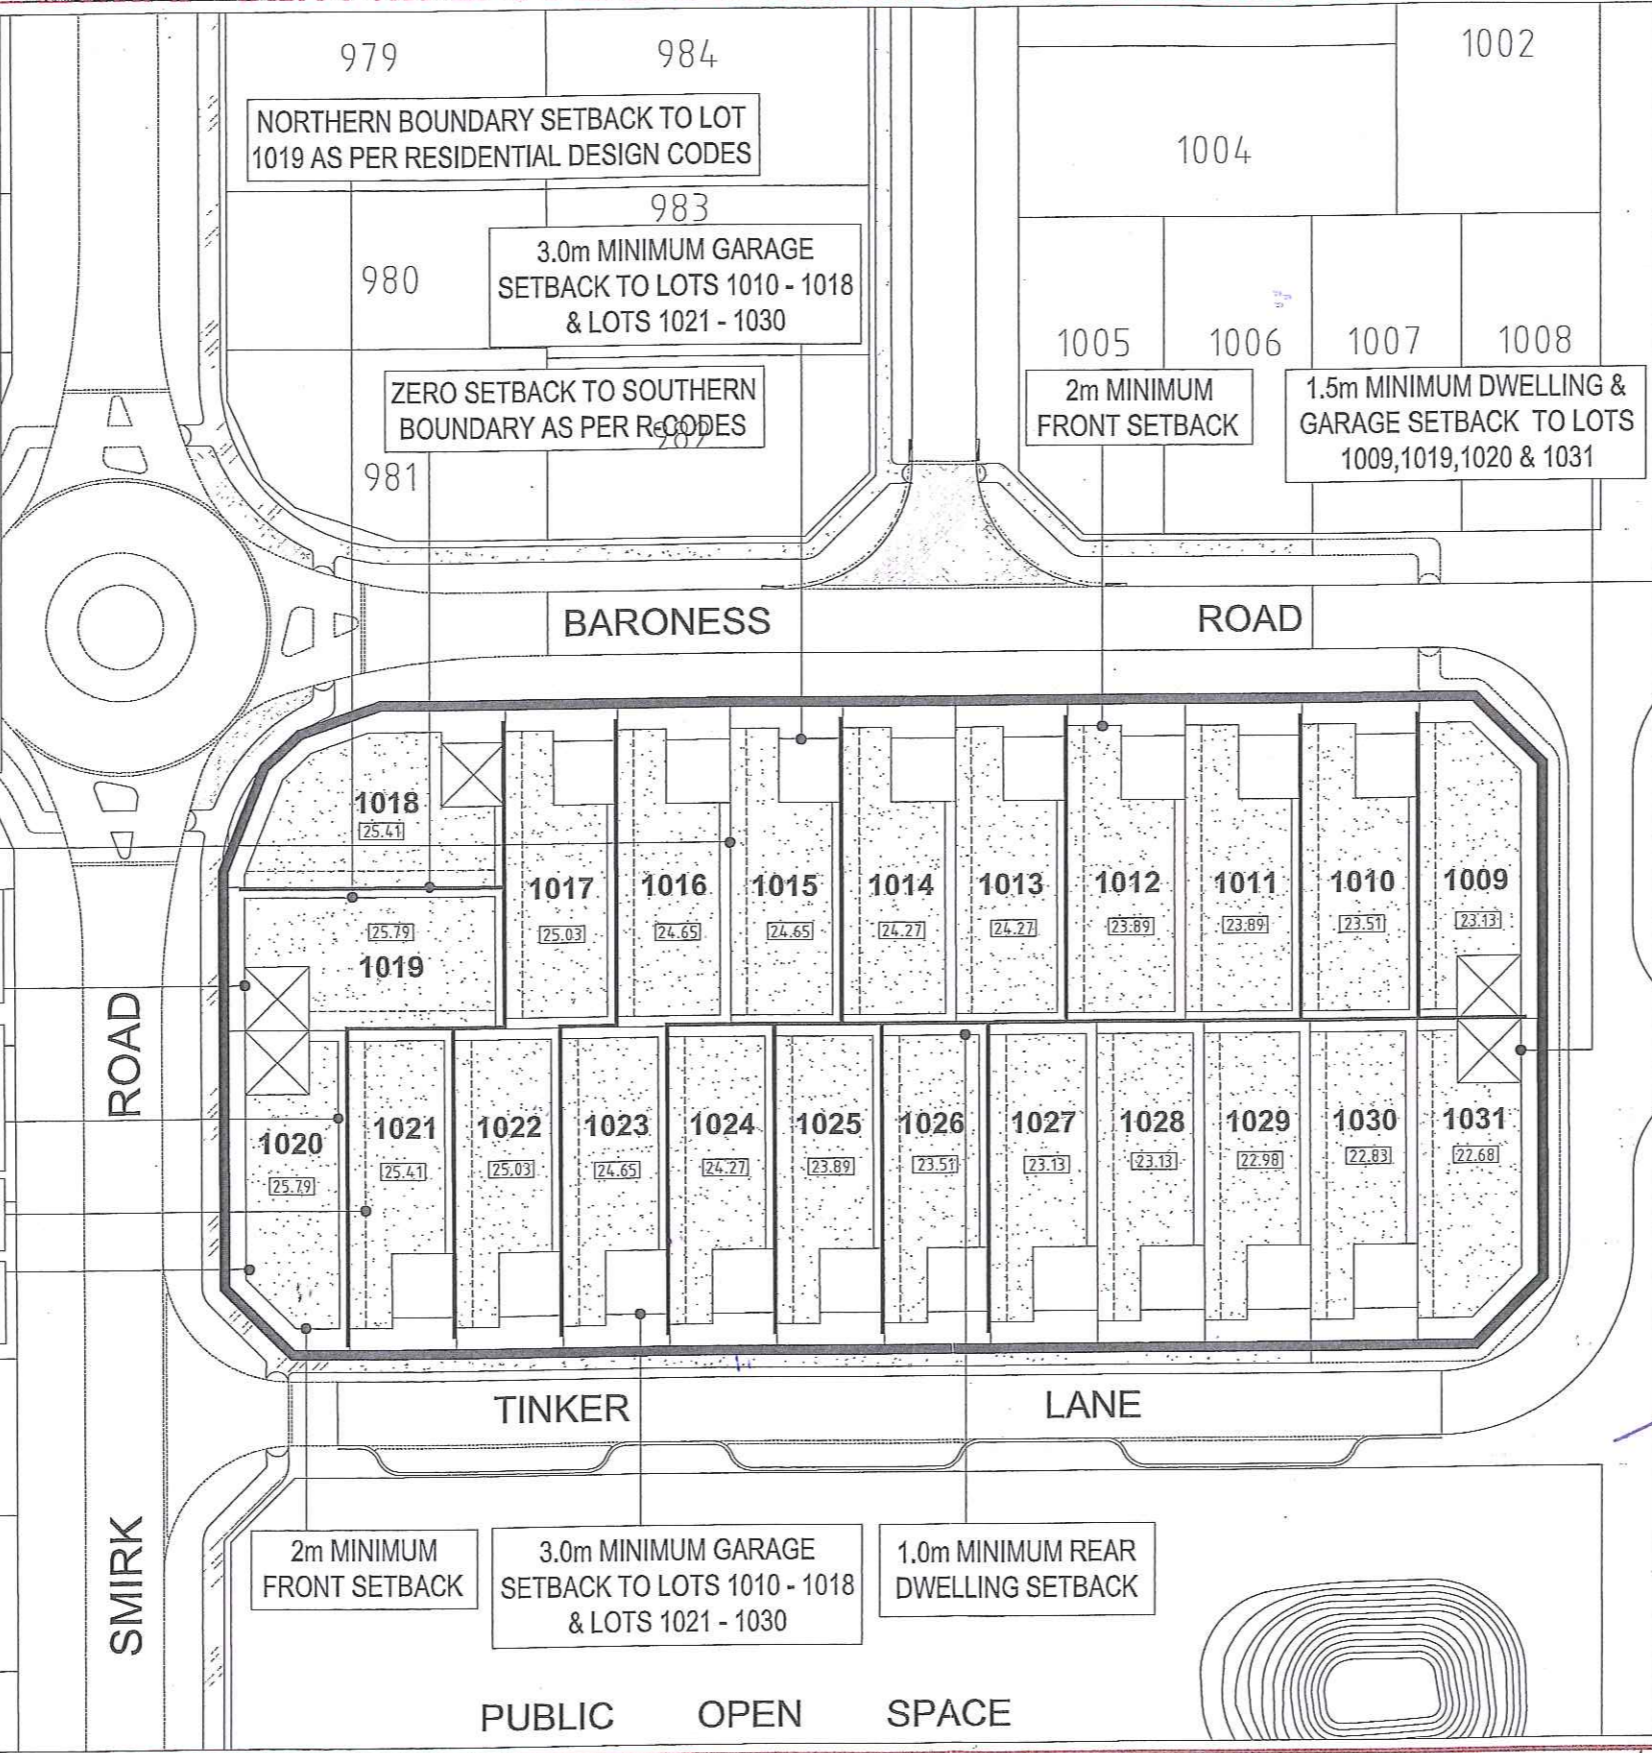 979
984
1002
NORTHERN BOUNDARY SETBACK TO LOT
1019 AS PER RESIDENTIAL DESIGN CODES
1004
983
3.0m MINIMUM GARAGE
SETBACK TO LOTS 1010 - 1018
& LOTS 1021 - 1030
980
1005
1006
1007
1008
ZERO SETBACK TO SOUTHERN
BOUNDARY AS PER R-CODES
982
2m MINIMUM
FRONT SETBACK
1.5m MINIMUM DWELLING &
GARAGE SETBACK TO LOTS
1009,1019,1020 & 1031
981
BARONESS ROAD
1018
25.41
1017
25.03
1016
24.65
1015
24.65
1014
24.27
1013
24.27
1012
23.89
1011
23.89
1010
23.51
1009
23.13
25.79
1019
1020
25.79
1021
25.41
1022
25.03
1023
24.65
1024
24.27
1025
23.89
1026
23.51
1027
23.13
1028
23.13
1029
22.98
1030
22.83
1031
22.68
SMIRK ROAD
TINKER LANE
2m MINIMUM
FRONT SETBACK
3.0m MINIMUM GARAGE
SETBACK TO LOTS 1010 - 1018
& LOTS 1021 - 1030
1.0m MINIMUM REAR
DWELLING SETBACK
PUBLIC OPEN SPACE